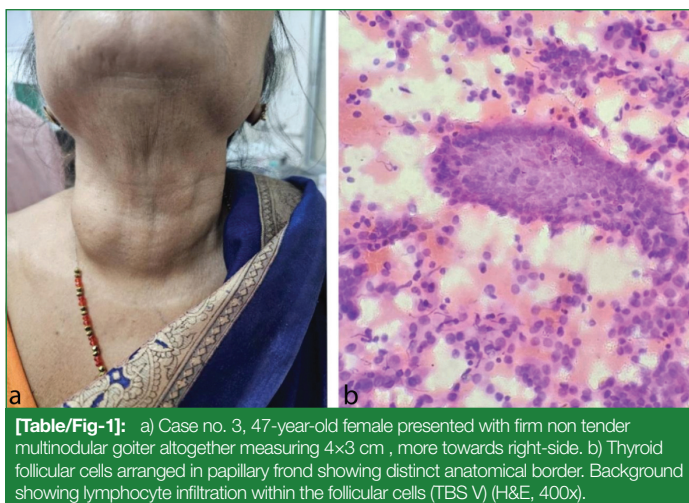 a
b
[Table/Fig-1]: a) Case no. 3, 47-year-old female presented with firm non tender
multinodular goiter altogether measuring 4×3 cm , more towards right-side. b) Thyroid
follicular cells arranged in papillary frond showing distinct anatomical border. Background
showing lymphocyte infiltration within the follicular cells (TBS V) (H&E, 400x).